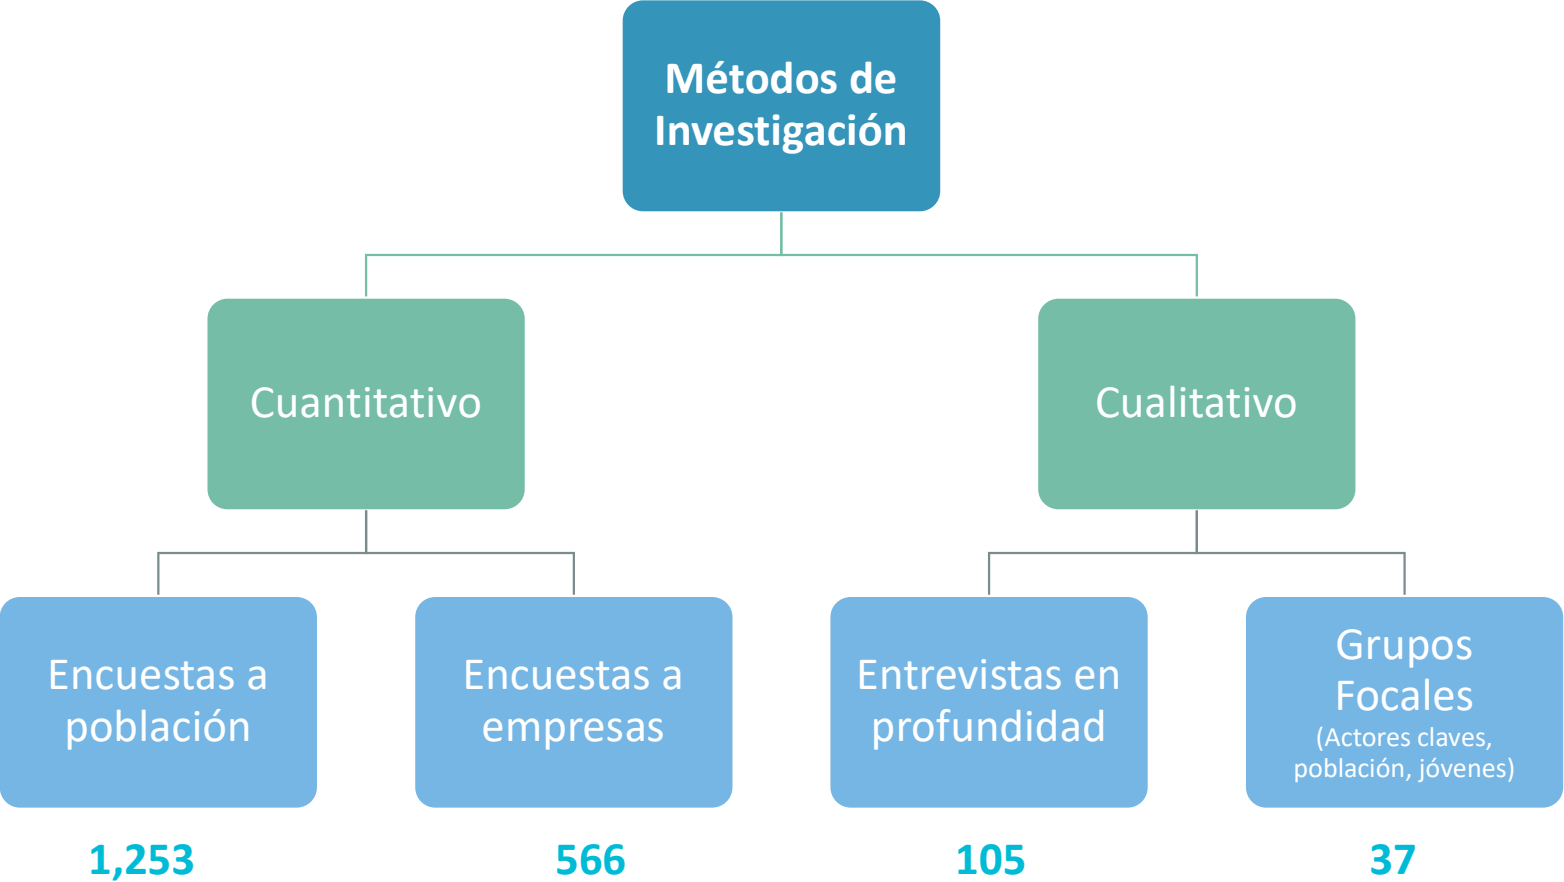 Métodos de
Investigación
Cuantitativo
Cualitativo
Encuestas a
población
Encuestas a
empresas
Entrevistas en
profundidad
Grupos
Focales
(Actores claves,
población, jóvenes)
1,253
566
105
37